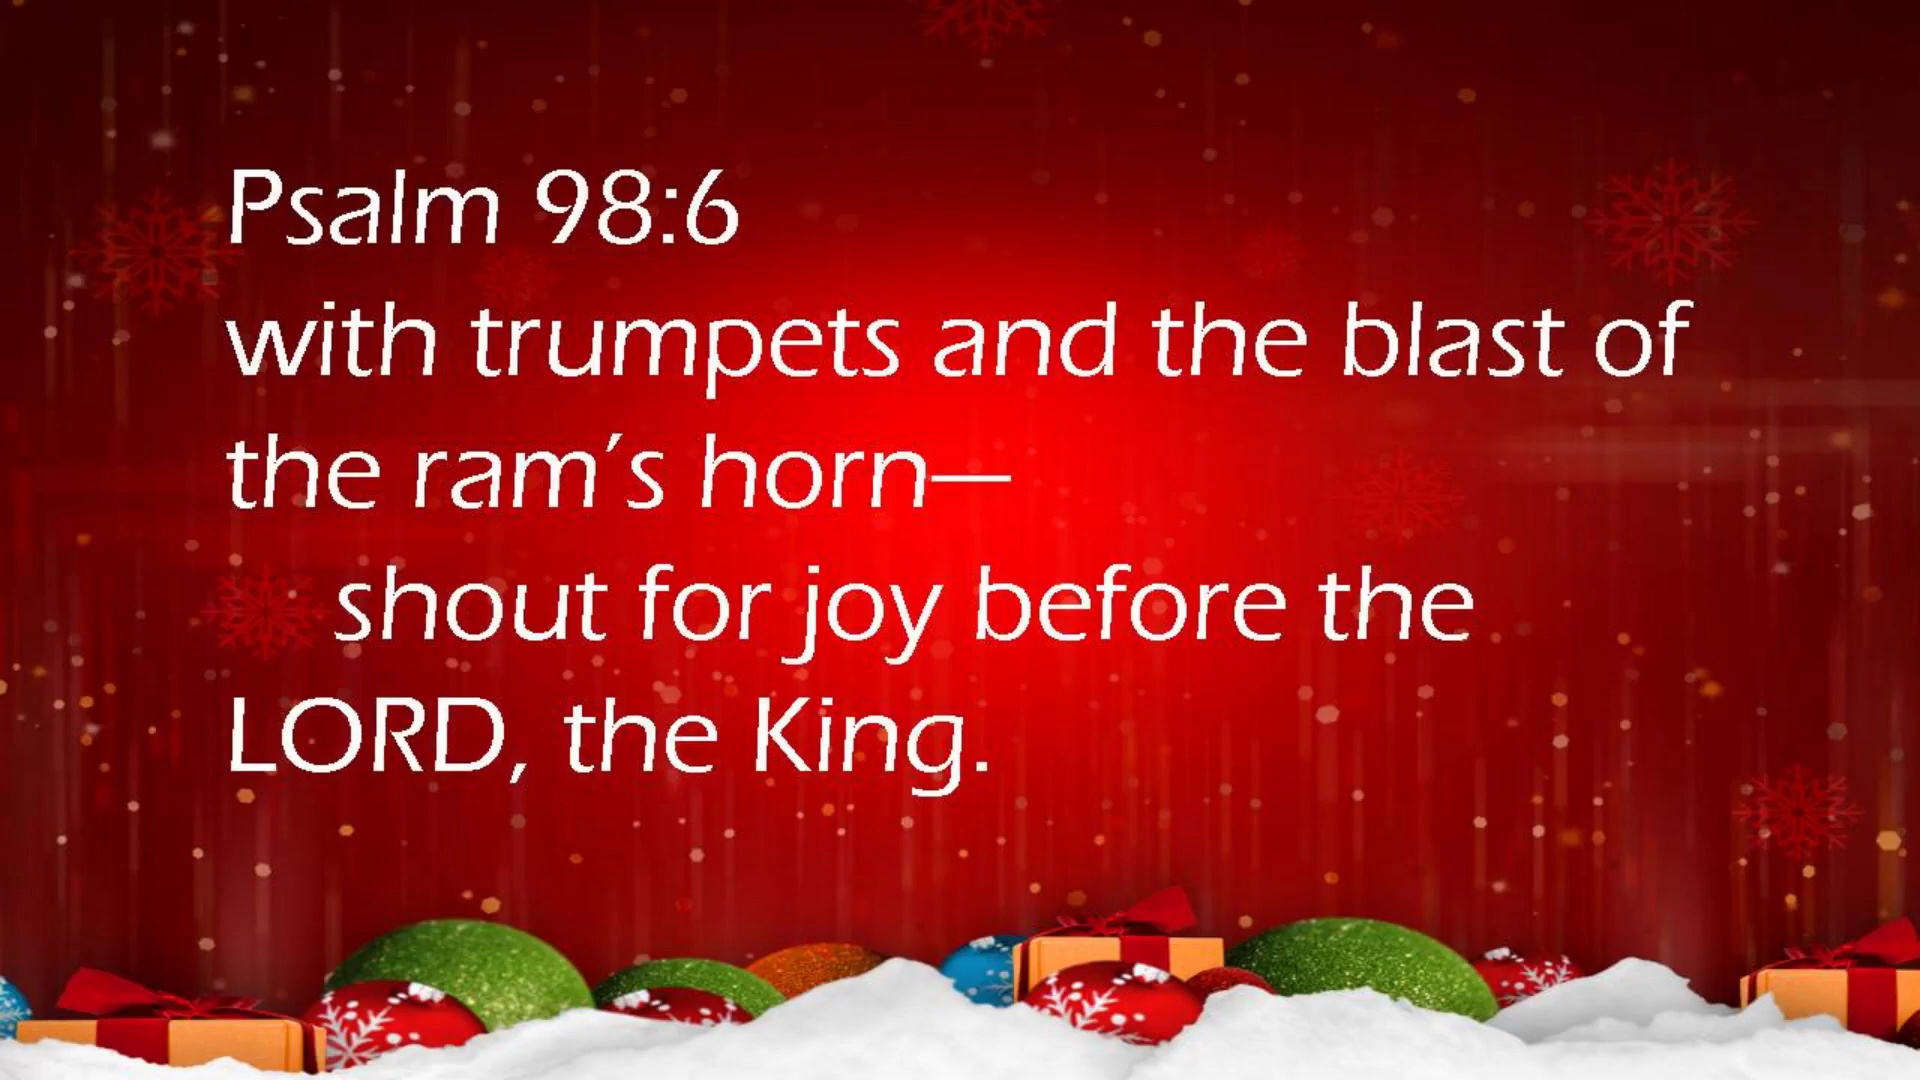 Psalm 98:6
with trumpets and the blast of
the ram's horn—
shout for joy before the
LORD, the King.